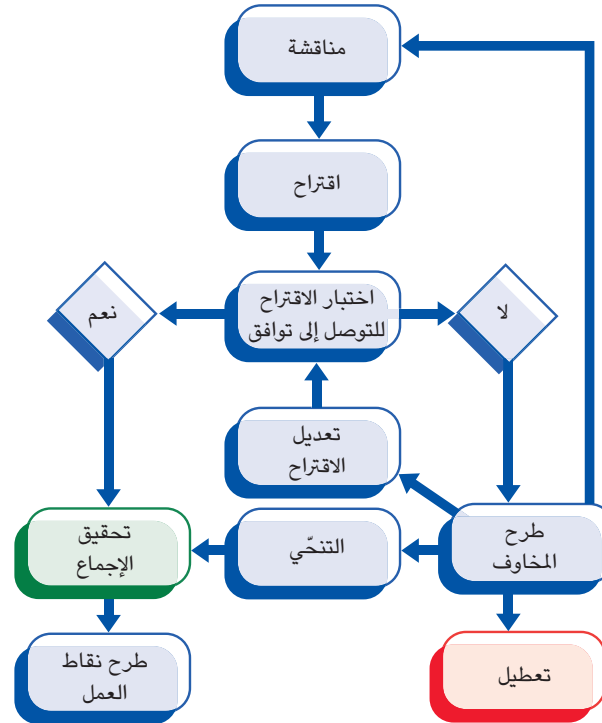 مناقشة
اقتراح
اختبار الاقتراح
للتوصل إلى توافق
لا
نعم
تعديل
الاقتراح
طرح
المخاوف
التنحّي
تحقيق
الإجماع
تعطيل
طرح نقاط
العمل